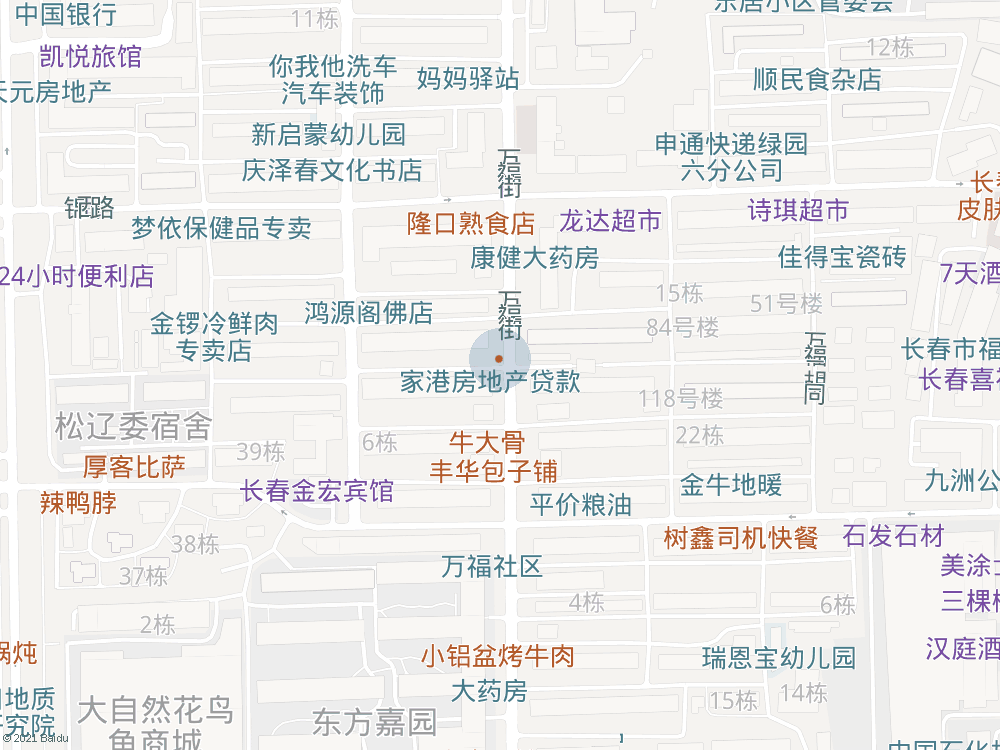 中国银行
11栋
东居小区管委会
凯悦旅馆
12栋
你我他洗车
汽车装饰
妈妈驿站
顺民食杂店
天元房地产
新启蒙幼儿园
申通快递绿园
六分公司
庆泽春文化书店
万福街
长春
皮肤
锦西路
梦依保健品专卖
隆口熟食店
龙达超市
诗琪超市
康健大药房
佳得宝瓷砖
24小时便利店
7天酒
15栋
51号楼
万福街
鸿源阁佛店
金锣冷鲜肉
专卖店
84号楼
万福胡同
长春市福
长春喜福
家港房地产贷款
118号楼
松辽委宿舍
39栋
6栋
牛大骨
22栋
厚客比萨
丰华包子铺
长春金宏宾馆
金牛地暖
九洲公
辣鸭脖
平价粮油
38栋
树鑫司机快餐
石发石材
37栋
万福社区
美涂士
4栋
6栋
三棵树
2栋
锅炖
小铝盆烤牛肉
瑞恩宝幼儿园
汉庭酒
地质
研究院
大药房
15栋
14栋
大自然花鸟
鱼商城
东方嘉园
中国石化
© 2021 Baidu